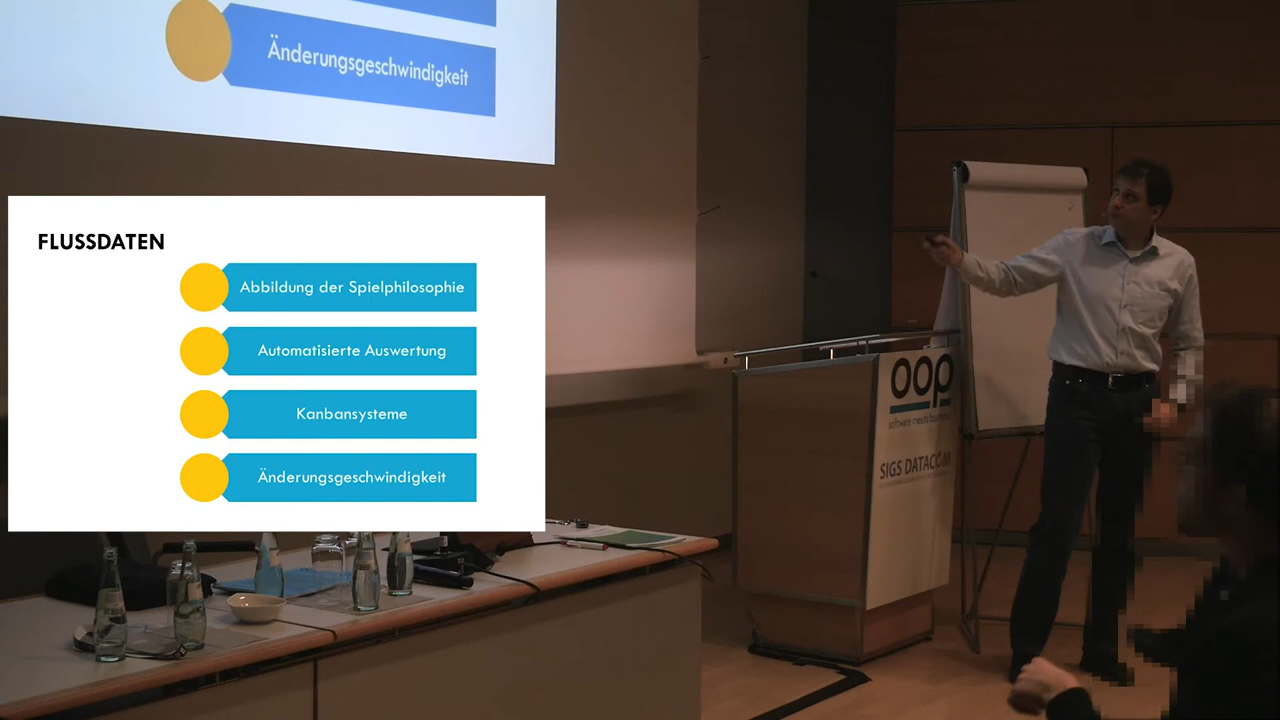 Änderungsgeschwindigkeit
FLUSSDATEN
Abbildung der Spielphilosophie
Automatisierte Auswertung
Kanbansysteme
Änderungsgeschwindigkeit
oop
software meets business
SIGS DATACOM